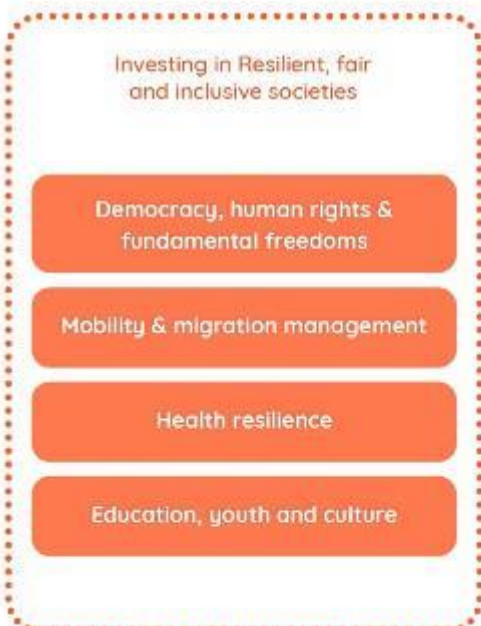 Investing in Resilient, fair
and inclusive societies
Democracy, human rights &
fundamental freedoms
Mobility & migration management
Health resilience
Education, youth and culture